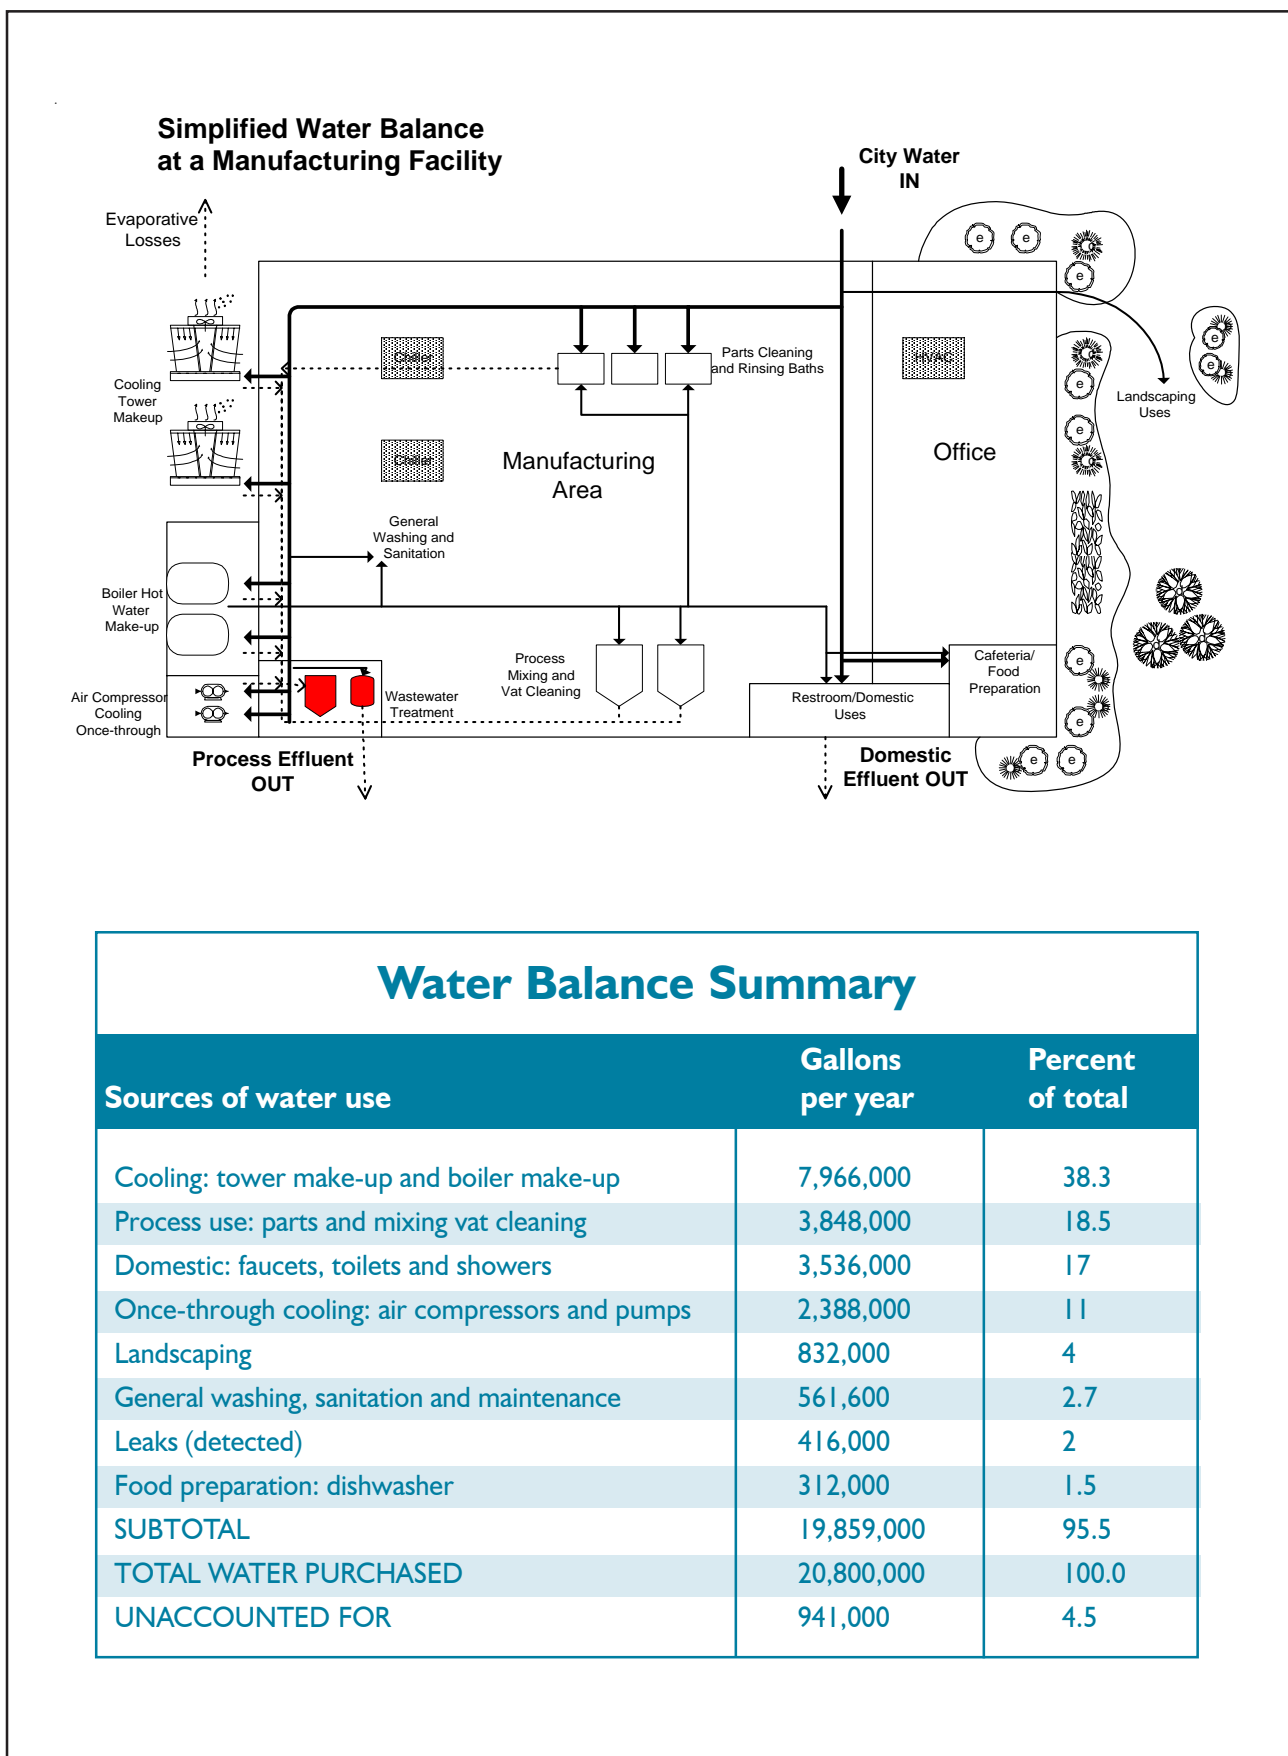 Simplified Water Balance
at a Manufacturing Facility
City Water
IN
Evaporative
Losses
e
e
e
Chiller
Parts Cleaning
and Rinsing Baths
HVAC
e
e
e
Cooling
Tower
Makeup
Landscaping
Uses
e
Chiller
Manufacturing
Area
Office
e
General
Washing and
Sanitation
Boiler Hot
Water
Make-up
Process
Mixing and
Vat Cleaning
Cafeteria/
Food
Preparation
e
Air Compressor
Cooling
Once-through
Wastewater
Treatment
Restroom/Domestic
Uses
e
Process Effluent
OUT
Domestic
Effluent OUT
e
e
Water Balance Summary
Sources of water use Gallons per year Percent of total
Cooling: tower make-up and boiler make-up 7,966,000 38.3
Process use: parts and mixing vat cleaning 3,848,000 18.5
Domestic: faucets, toilets and showers 3,536,000 17
Once-through cooling: air compressors and pumps 2,388,000 11
Landscaping 832,000 4
General washing, sanitation and maintenance 561,600 2.7
Leaks (detected) 416,000 2
Food preparation: dishwasher 312,000 1.5
SUBTOTAL 19,859,000 95.5
TOTAL WATER PURCHASED 20,800,000 100.0
UNACCOUNTED FOR 941,000 4.5